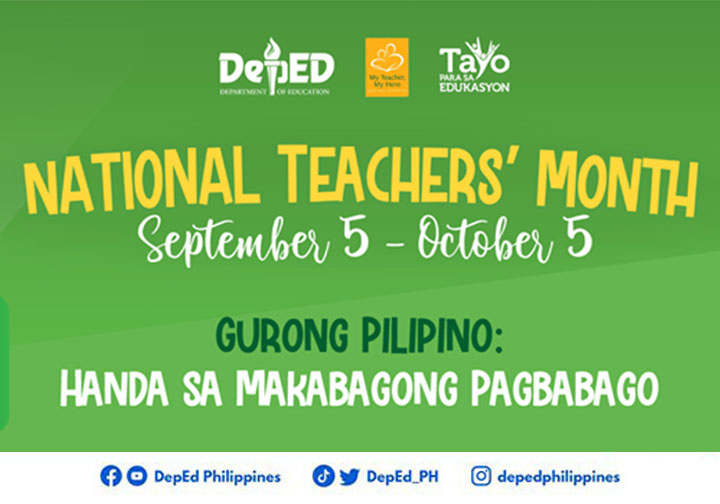 DepED
DEPARTMENT OF EDUCATION
My Teacher,
My Hero
Tayo
PARA SA
EDUKASYON
NATIONAL TEACHERS' MONTH
September 5 - October 5
GURONG PILIPINO:
HANDA SA MAKABAGONG PAGBABAGO
DepEd Philippines DepEd_PH depedphilippines